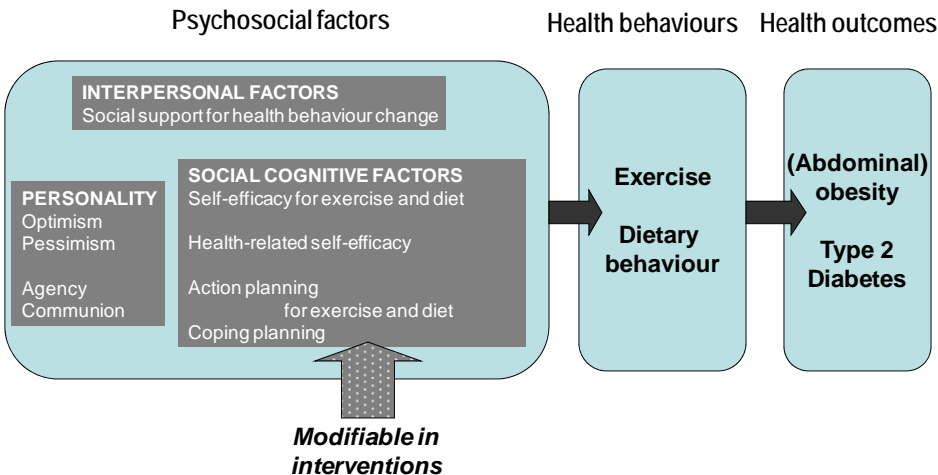 Psychosocial factors
Health behaviours
Health outcomes
INTERPERSONAL FACTORS
Social support for health behaviour change
PERSONALITY
Optimism
Pessimism
Agency
Communion
SOCIAL COGNITIVE FACTORS
Self-efficacy for exercise and diet
Health-related self-efficacy
Action planning
for exercise and diet
Coping planning
Modifiable in
interventions
Exercise
Dietary
behaviour
(Abdominal)
obesity
Type 2
Diabetes